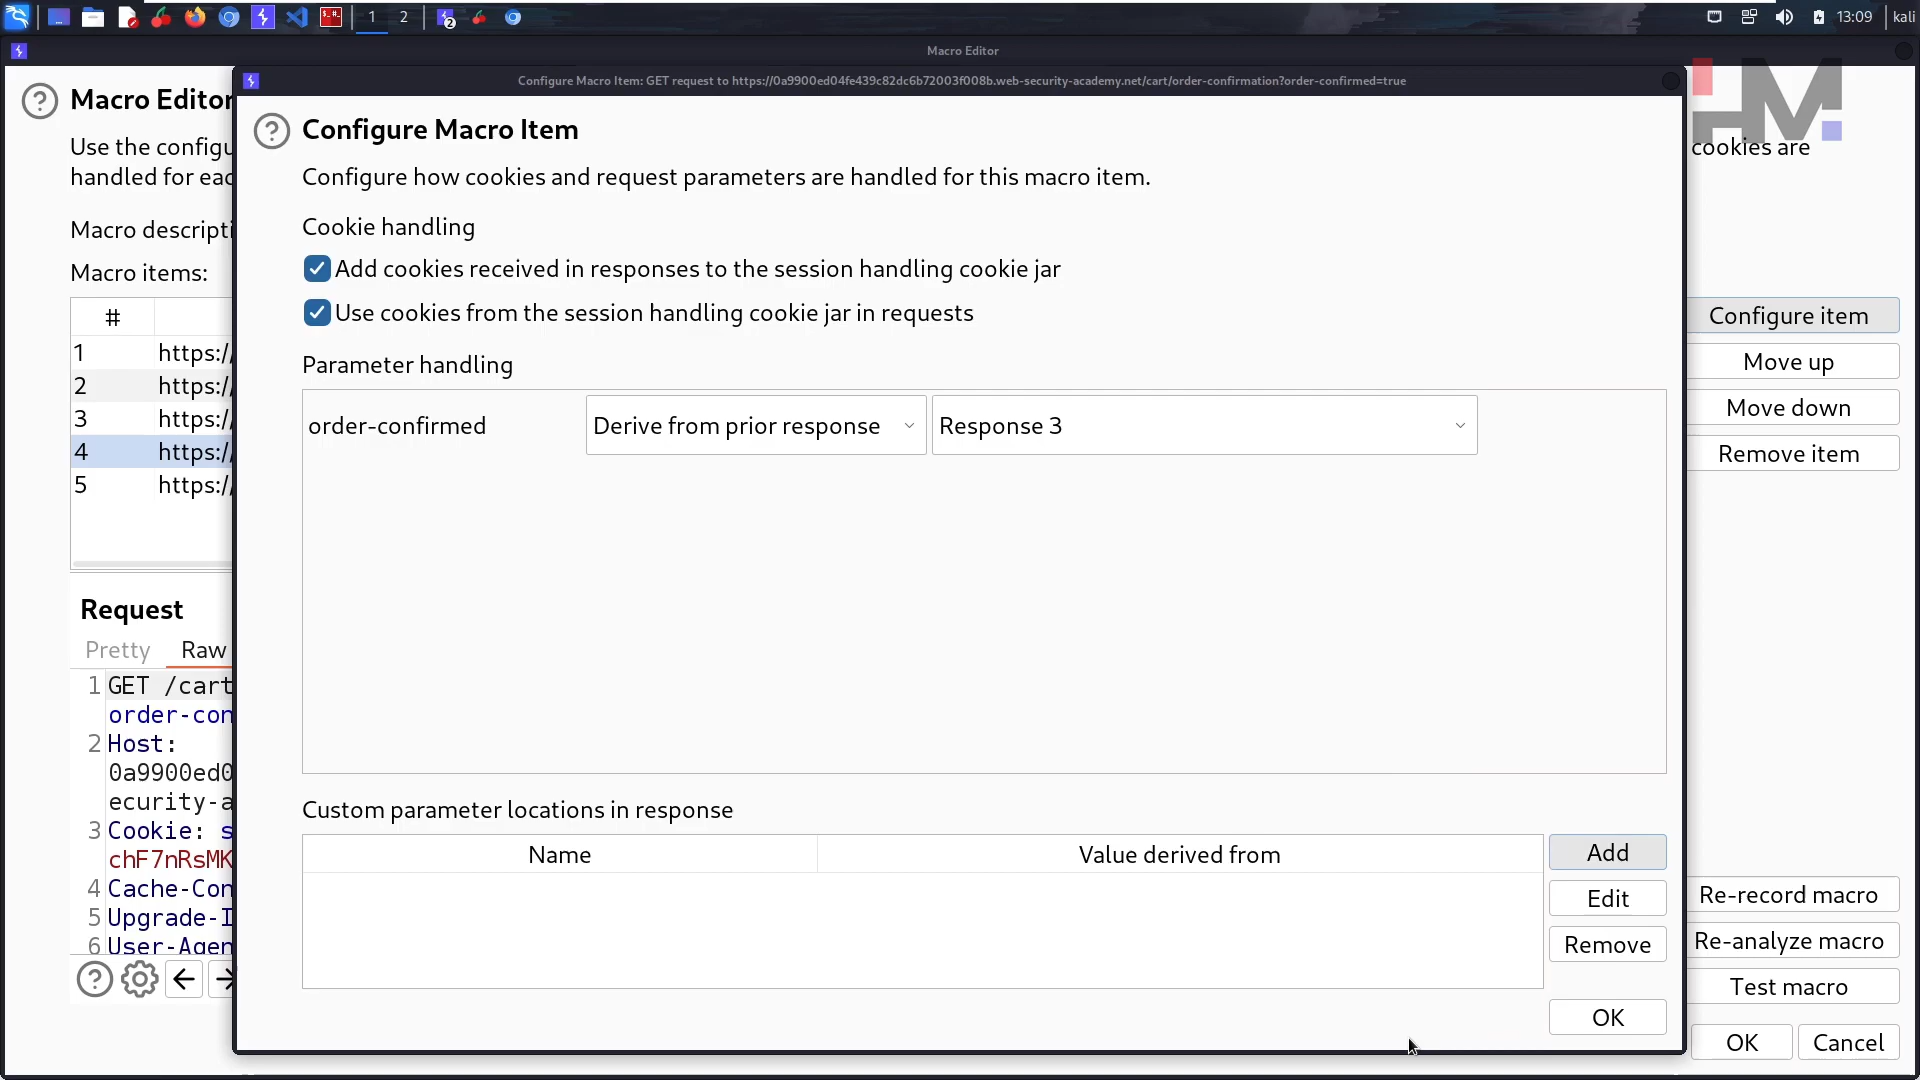 1 2 2 13:09 kali
Macro Editor
Configure Macro Item: GET request to https://0a9900ed04fe439c82dc6b72003f008b.web-security-academy.net/cart/order-confirmation?order-confirmed=true
Macro Editor
Use the configu
cookies are
handled for eac
Macro descripti
Macro items:
#
1 https://
2 https://
3 https://
4 https://
5 https://
Configure item
Move up
Move down
Remove item
Configure Macro Item
Configure how cookies and request parameters are handled for this macro item.
Cookie handling
Add cookies received in responses to the session handling cookie jar
Use cookies from the session handling cookie jar in requests
Parameter handling
order-confirmed Derive from prior response Response 3
Custom parameter locations in response
Name Value derived from
Add
Edit
Remove
OK
Request
Pretty Raw
1 GET /cart
order-con
2 Host:
0a9900ed0
ecurity-a
3 Cookie: s
chF7nRsMK
4 Cache-Con
5 Upgrade-I
6 User-Agen
Re-record macro
Re-analyze macro
Test macro
OK Cancel
HM